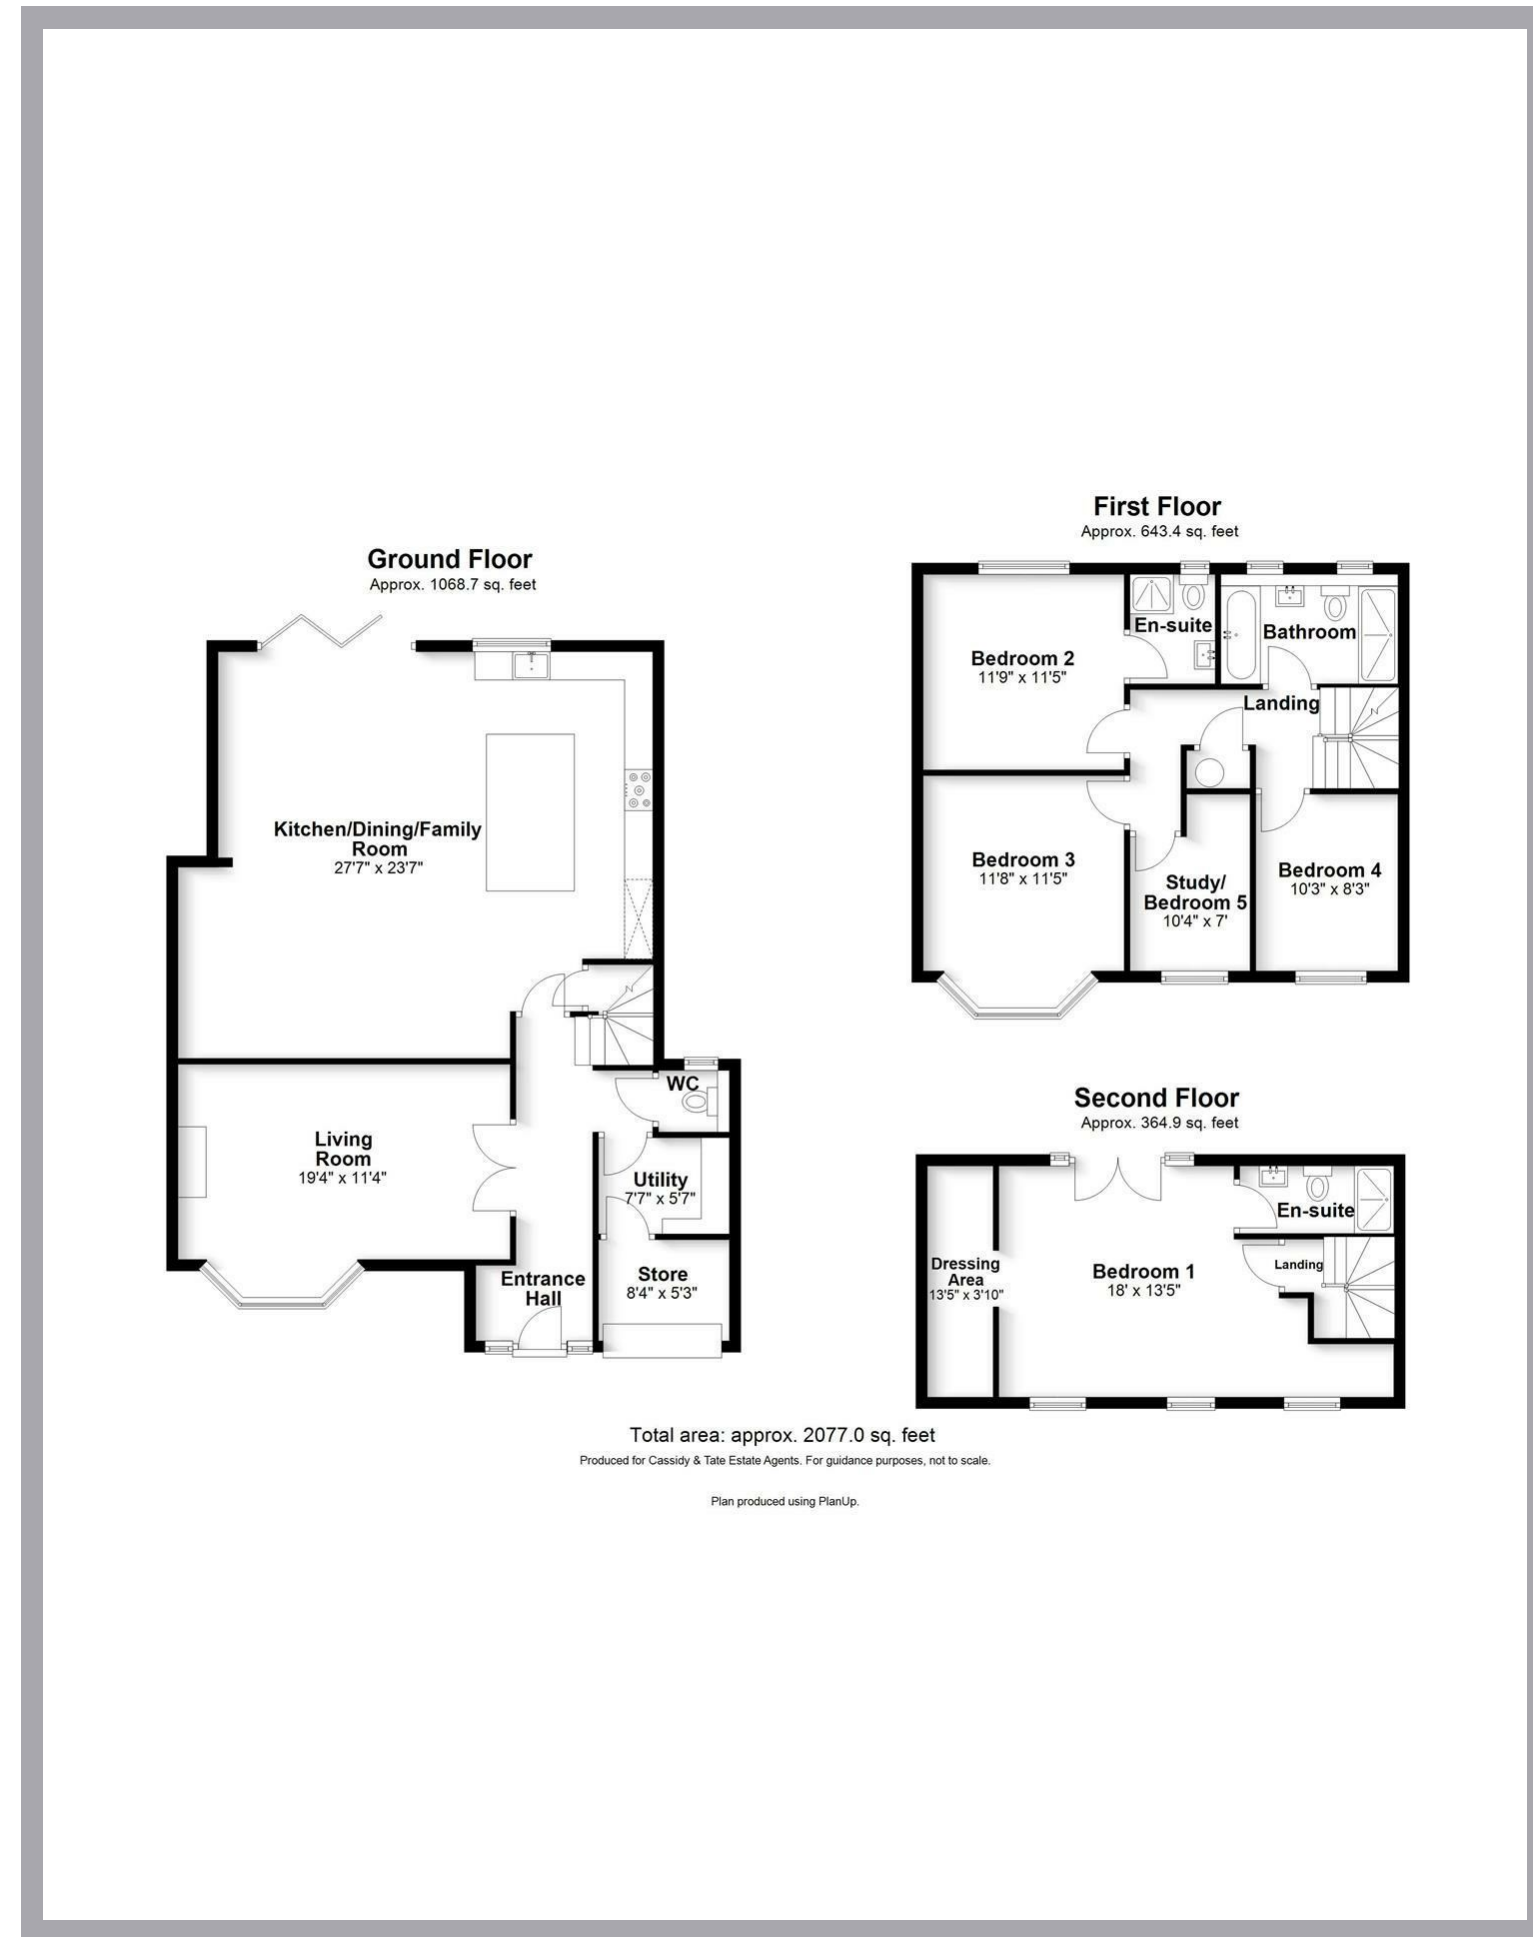 Ground Floor
Approx. 1068.7 sq. feet
Kitchen/Dining/Family
Room
27'7" x 23'7"
Living
Room
19'4" x 11'4"
WC
Utility
7'7" x 5'7"
Entrance
Hall
Store
8'4" x 5'3"
First Floor
Approx. 643.4 sq. feet
Bedroom 2
11'9" x 11'5"
En-suite
Bathroom
Landing
N
Bedroom 3
11'8" x 11'5"
Study/
Bedroom 5
10'4" x 7'
Bedroom 4
10'3" x 8'3"
N
Second Floor
Approx. 364.9 sq. feet
Dressing
Area
13'5" x 3'10"
Bedroom 1
18' x 13'5"
En-suite
Landing
Total area: approx. 2077.0 sq. feet
Produced for Cassidy & Tate Estate Agents. For guidance purposes, not to scale.
Plan produced using PlanUp.